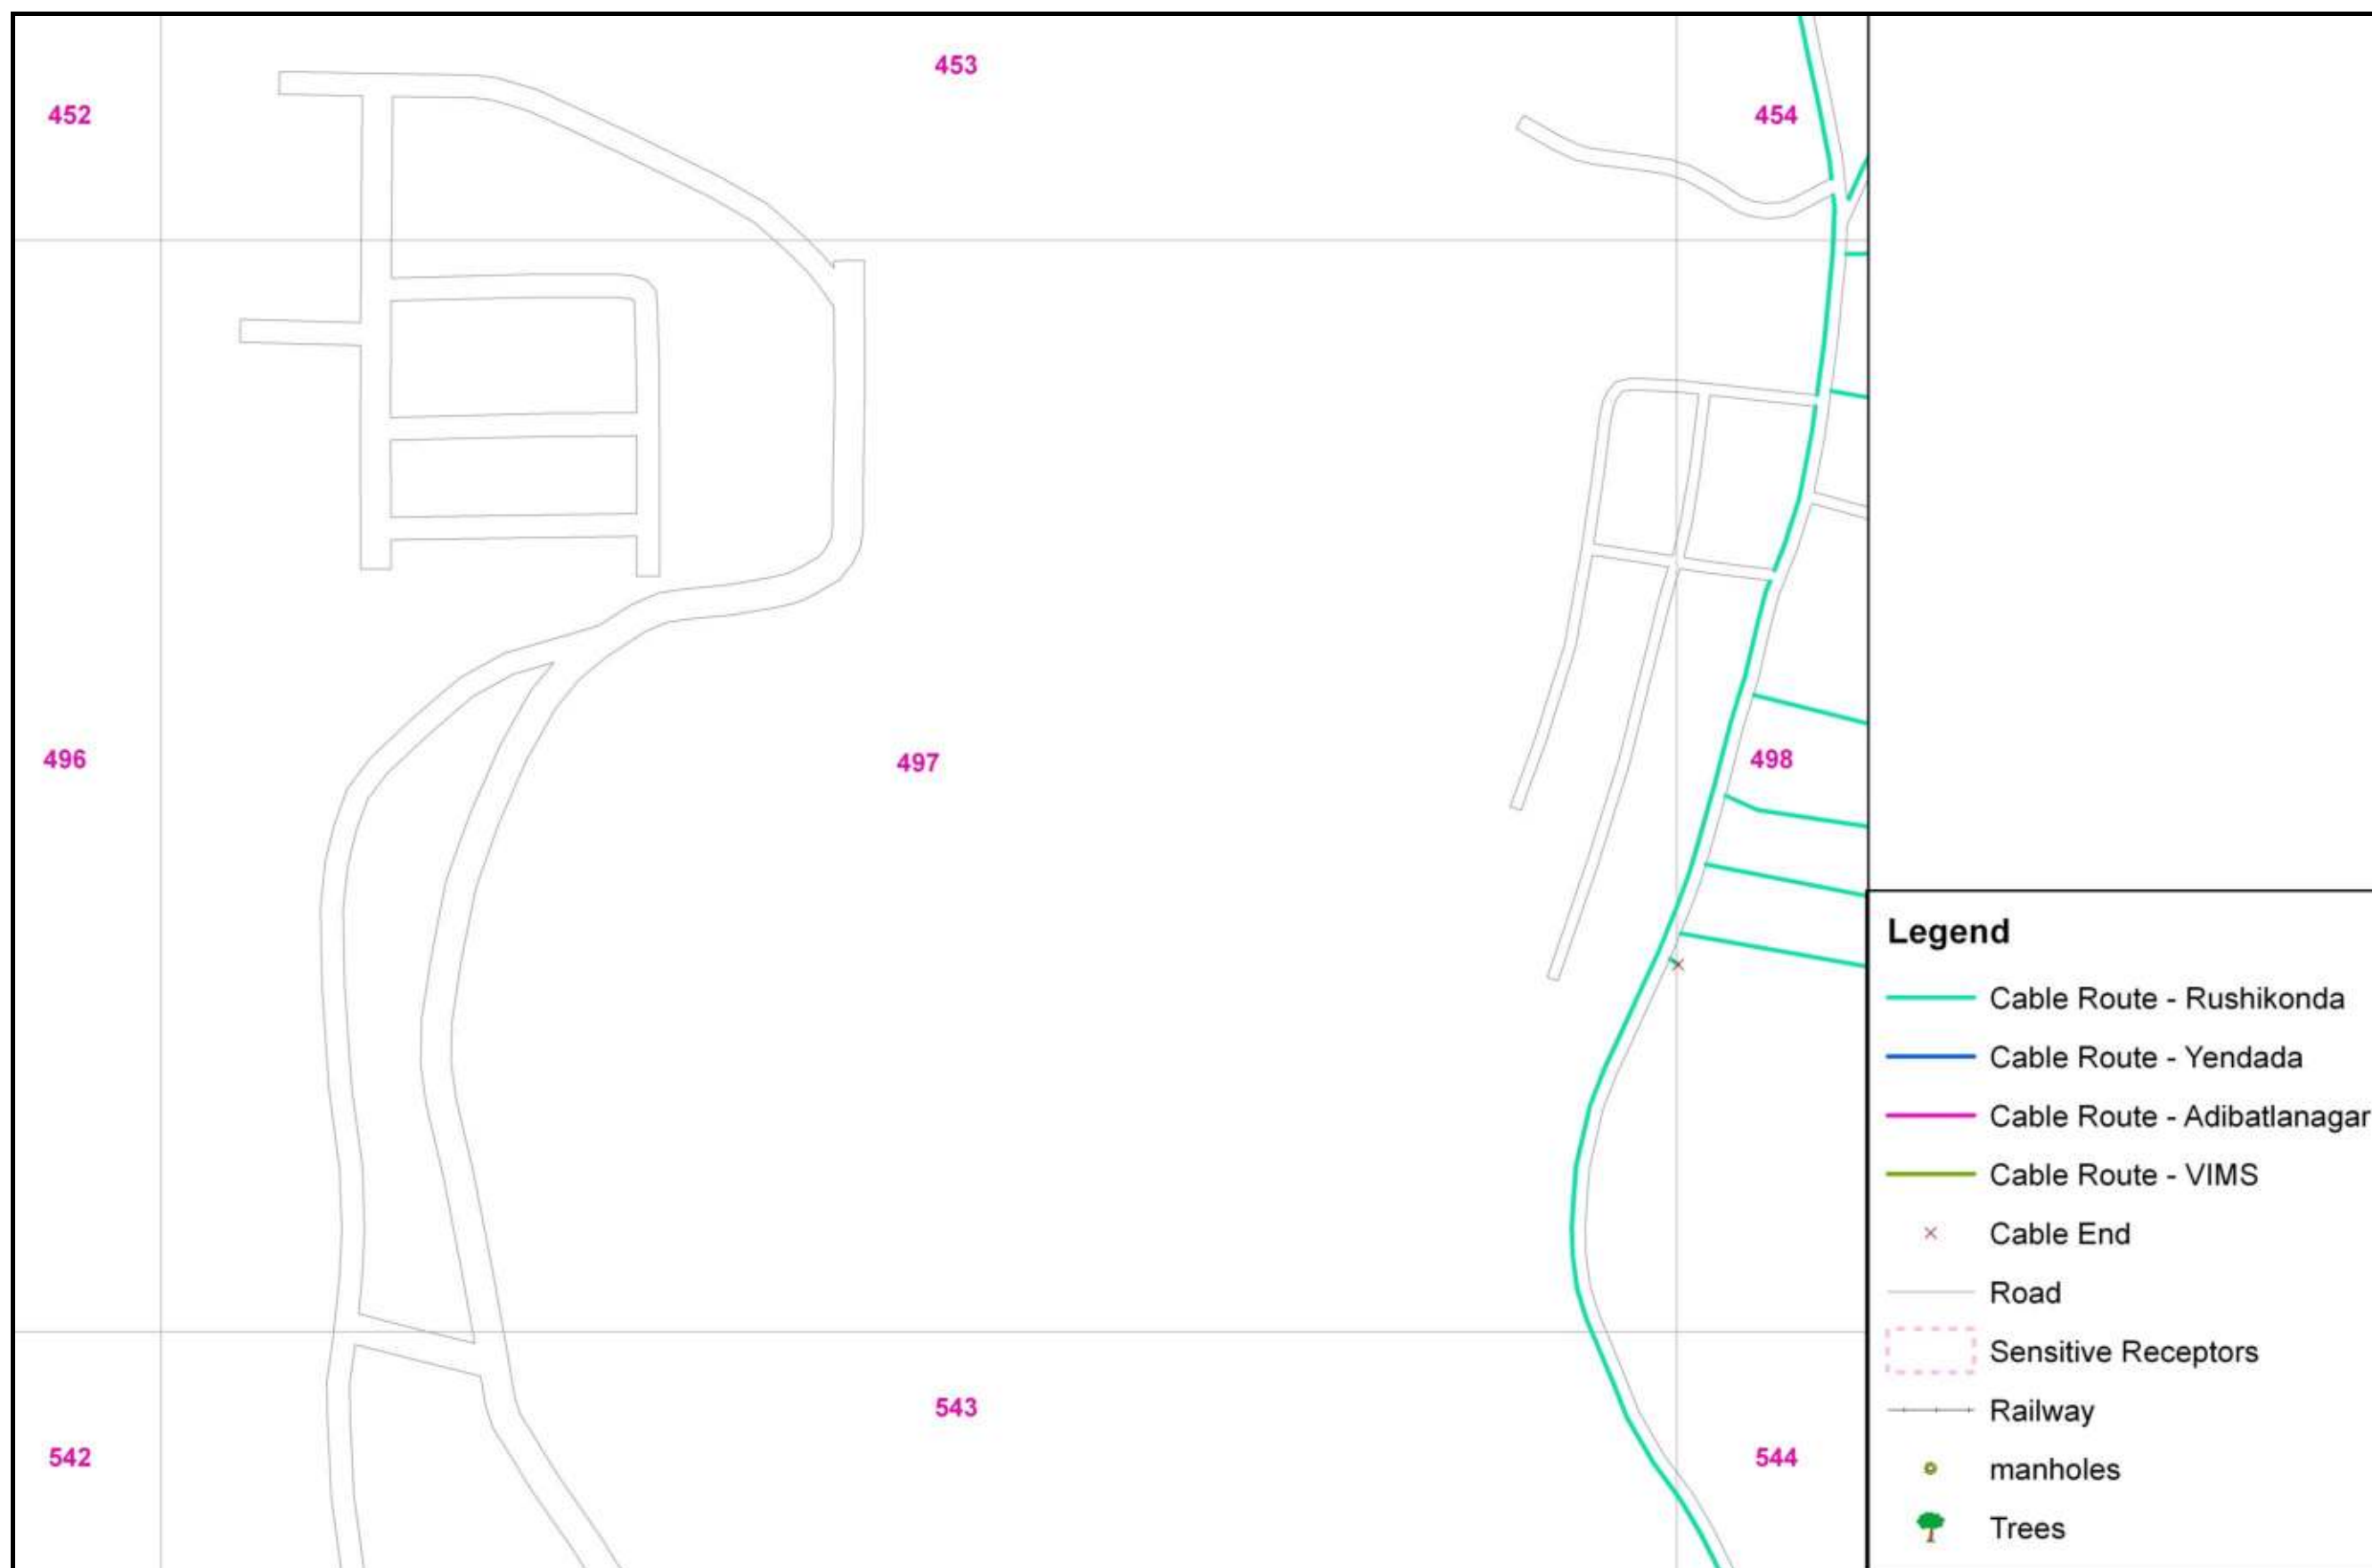 453
452
454
496
497
498
543
542
544
Legend
Cable Route - Rushikonda
Cable Route - Yendada
Cable Route - Adibatlanagar
Cable Route - VIMS
Cable End
Road
Sensitive Receptors
Railway
manholes
Trees